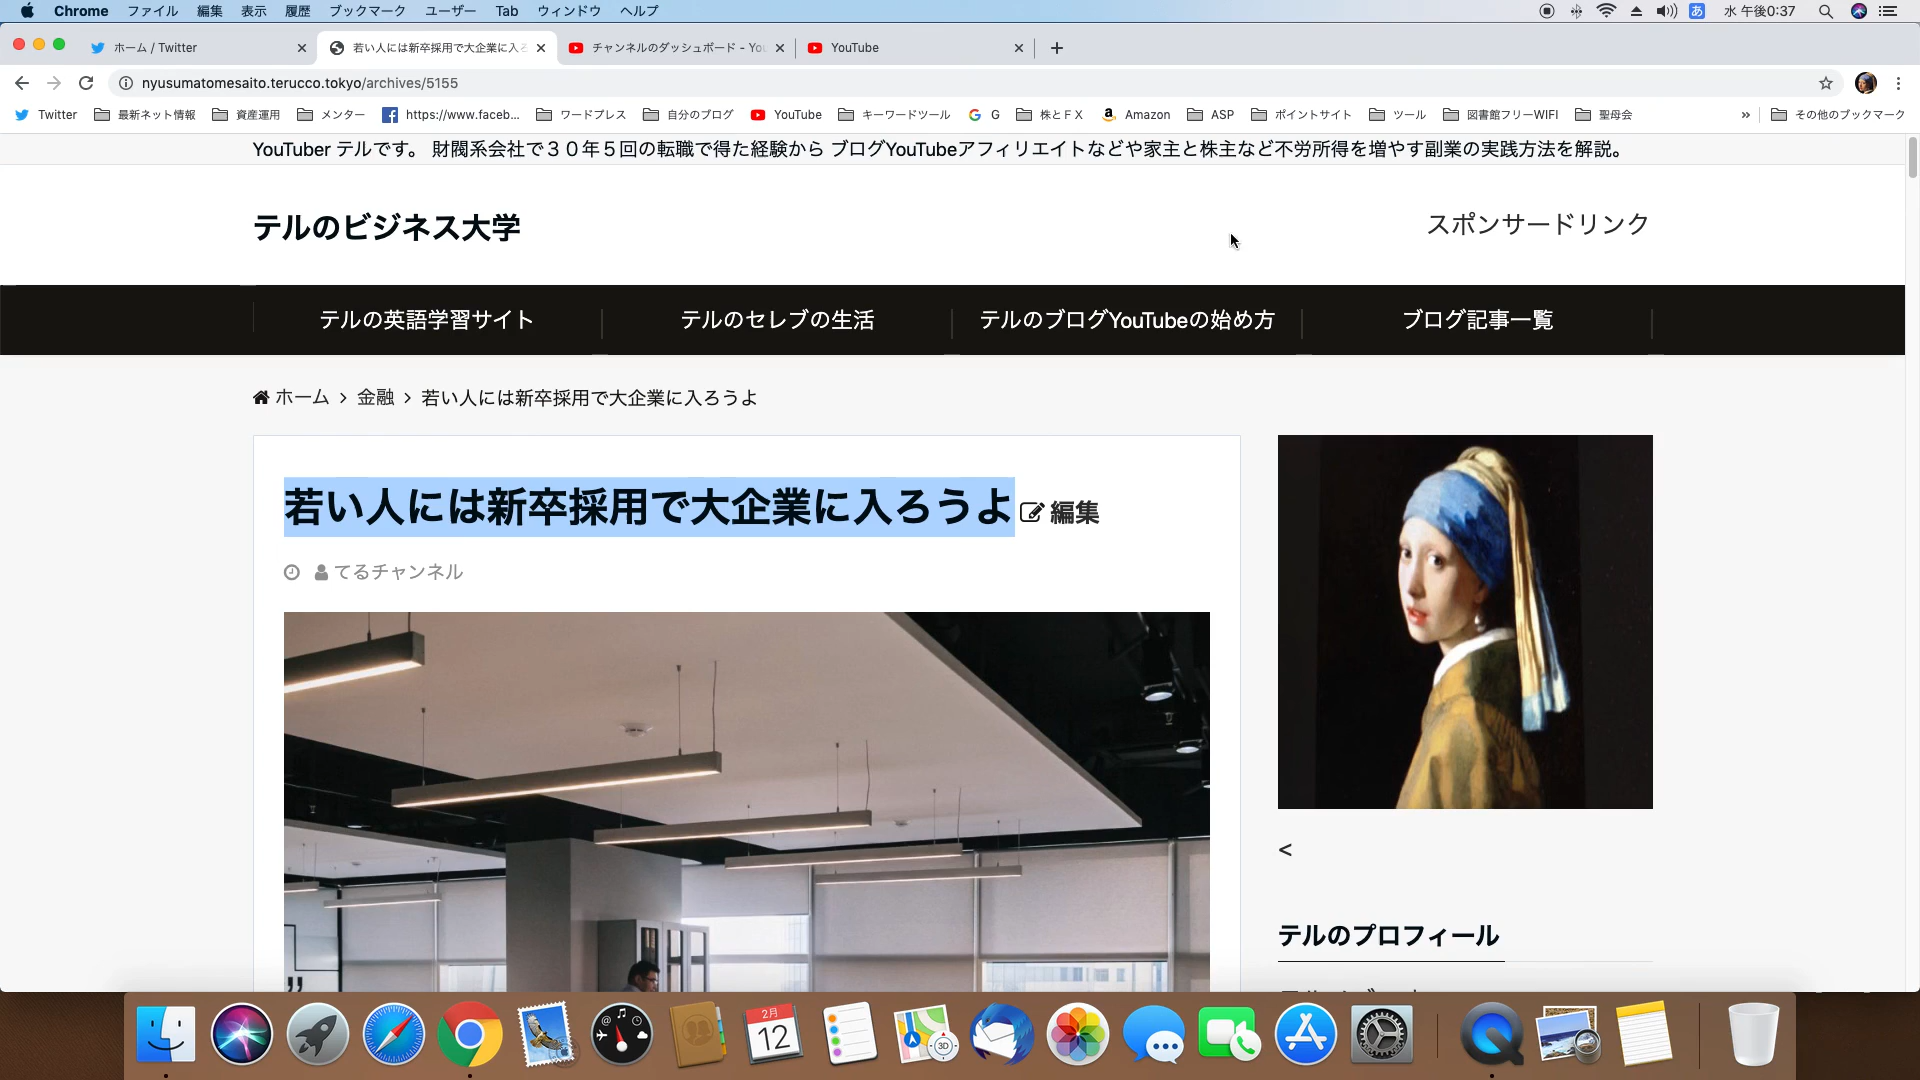 Chrome ファイル 編集 表示 履歴 ブックマーク ユーザー Tab ウィンドウ ヘルプ あ 水 午後0:37
ホーム / Twitter 若い人には新卒採用で大企業に入ろ チャンネルのダッシュボード - You YouTube
nyusumatomesaito.terucco.tokyo/archives/5155
Twitter 最新ネット情報 資産運用 メンター https://www.faceb... ワードプレス 自分のブログ YouTube キーワードツール G 株とFX Amazon ASP ポイントサイト ツール 図書館フリーWIFI 聖母会 » その他のブックマーク
YouTuber テルです。 財閥系会社で３０年５回の転職で得た経験から ブログYouTubeアフィリエイトなどや家主と株主など不労所得を増やす副業の実践方法を解説。
テルのビジネス大学
スポンサードリンク
テルの英語学習サイト テルのセレブの生活 テルのブログYouTubeの始め方 ブログ記事一覧
ホーム › 金融 › 若い人には新卒採用で大企業に入ろうよ
若い人には新卒採用で大企業に入ろうよ 編集
てるチャンネル
<
テルのプロフィール
2月
12
3D